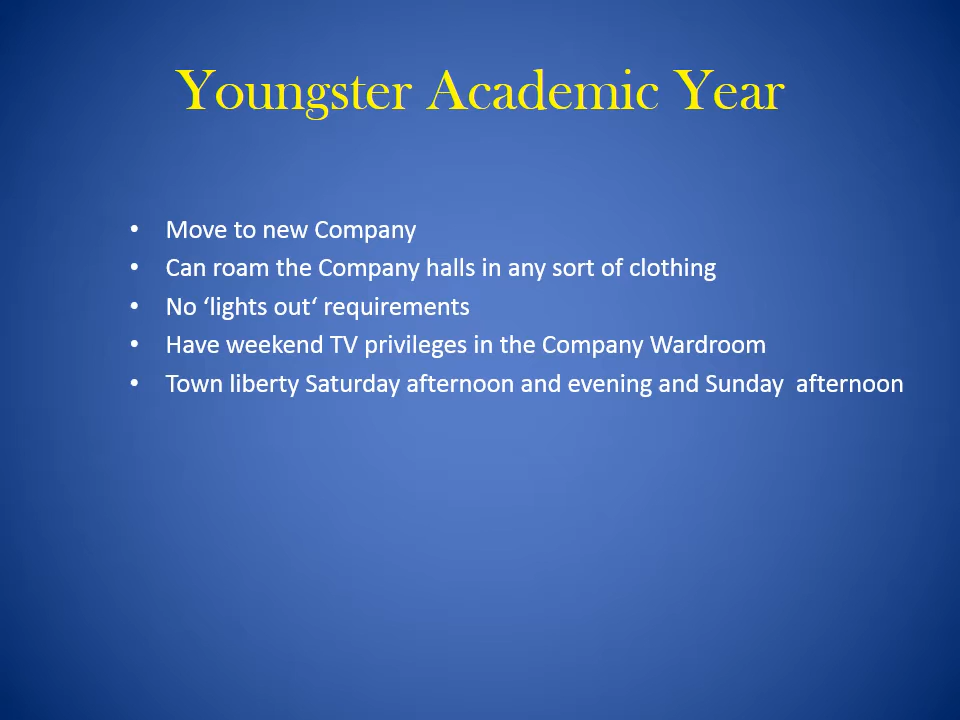 Youngster Academic Year
• Move to new Company
• Can roam the Company halls in any sort of clothing
• No ‘lights out‘ requirements
• Have weekend TV privileges in the Company Wardroom
• Town liberty Saturday afternoon and evening and Sunday  afternoon